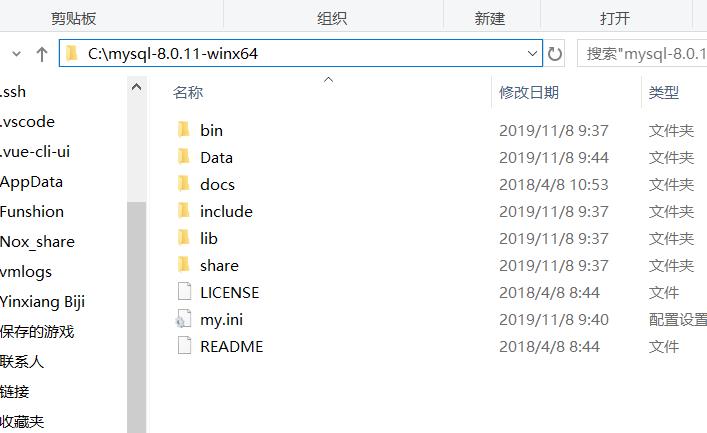 剪贴板 组织 新建 打开
C:\mysql-8.0.11-winx64 搜索"mysql-8.0.1
名称 修改日期 类型
.ssh
.vscode
.vue-cli-ui
AppData
Funshion
Nox_share
vmlogs
Yinxiang Biji
保存的游戏
联系人
链接
收藏夹
bin 2019/11/8 9:37 文件夹
Data 2019/11/8 9:44 文件夹
docs 2018/4/8 10:53 文件夹
include 2019/11/8 9:37 文件夹
lib 2019/11/8 9:37 文件夹
share 2019/11/8 9:37 文件夹
LICENSE 2018/4/8 8:44 文件
my.ini 2019/11/8 9:40 配置设置
README 2018/4/8 8:44 文件